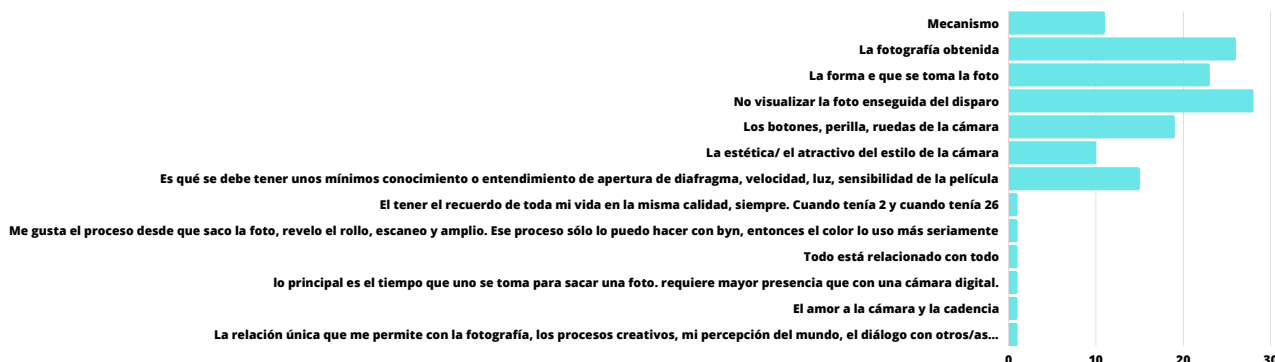 Mecanismo
La fotografía obtenida
La forma e que se toma la foto
No visualizar la foto enseguida del disparo
Los botones, perilla, ruedas de la cámara
La estética/ el atractivo del estilo de la cámara
Es qué se debe tener unos mínimos conocimiento o entendimiento de apertura de diafragma, velocidad, luz, sensibilidad de la película
El tener el recuerdo de toda mi vida en la misma calidad, siempre. Cuando tenía 2 y cuando tenía 26
Me gusta el proceso desde que saco la foto, revelo el rollo, escaneo y amplio. Ese proceso sólo lo puedo hacer con byn, entonces el color lo uso más seriamente
Todo está relacionado con todo
lo principal es el tiempo que uno se toma para sacar una foto. requiere mayor presencia que con una cámara digital.
El amor a la cámara y la cadencia
La relación única que me permite con la fotografía, los procesos creativos, mi percepción del mundo, el diálogo con otros/as...
0 10 20 30